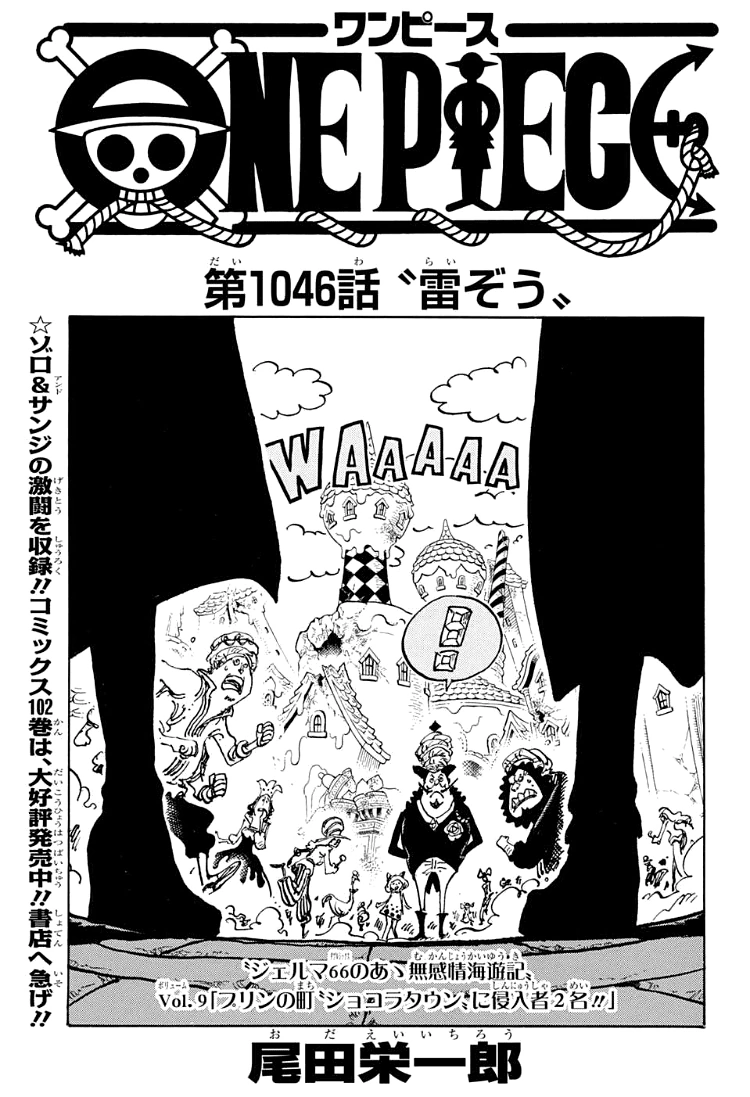 ワンピース
ONE PIECE
第1046話 〝雷ぞう〟
☆ゾロ&サンジの激闘を収録!!コミックス102巻は、大好評発売中!!書店へ急げ!!
WAAAAAA
!
〝ジェルマ66のあゝ無感情海遊記〟
Vol.9「プリンの町〝ショコラタウン〟に侵入者2名!!」
尾田栄一郎